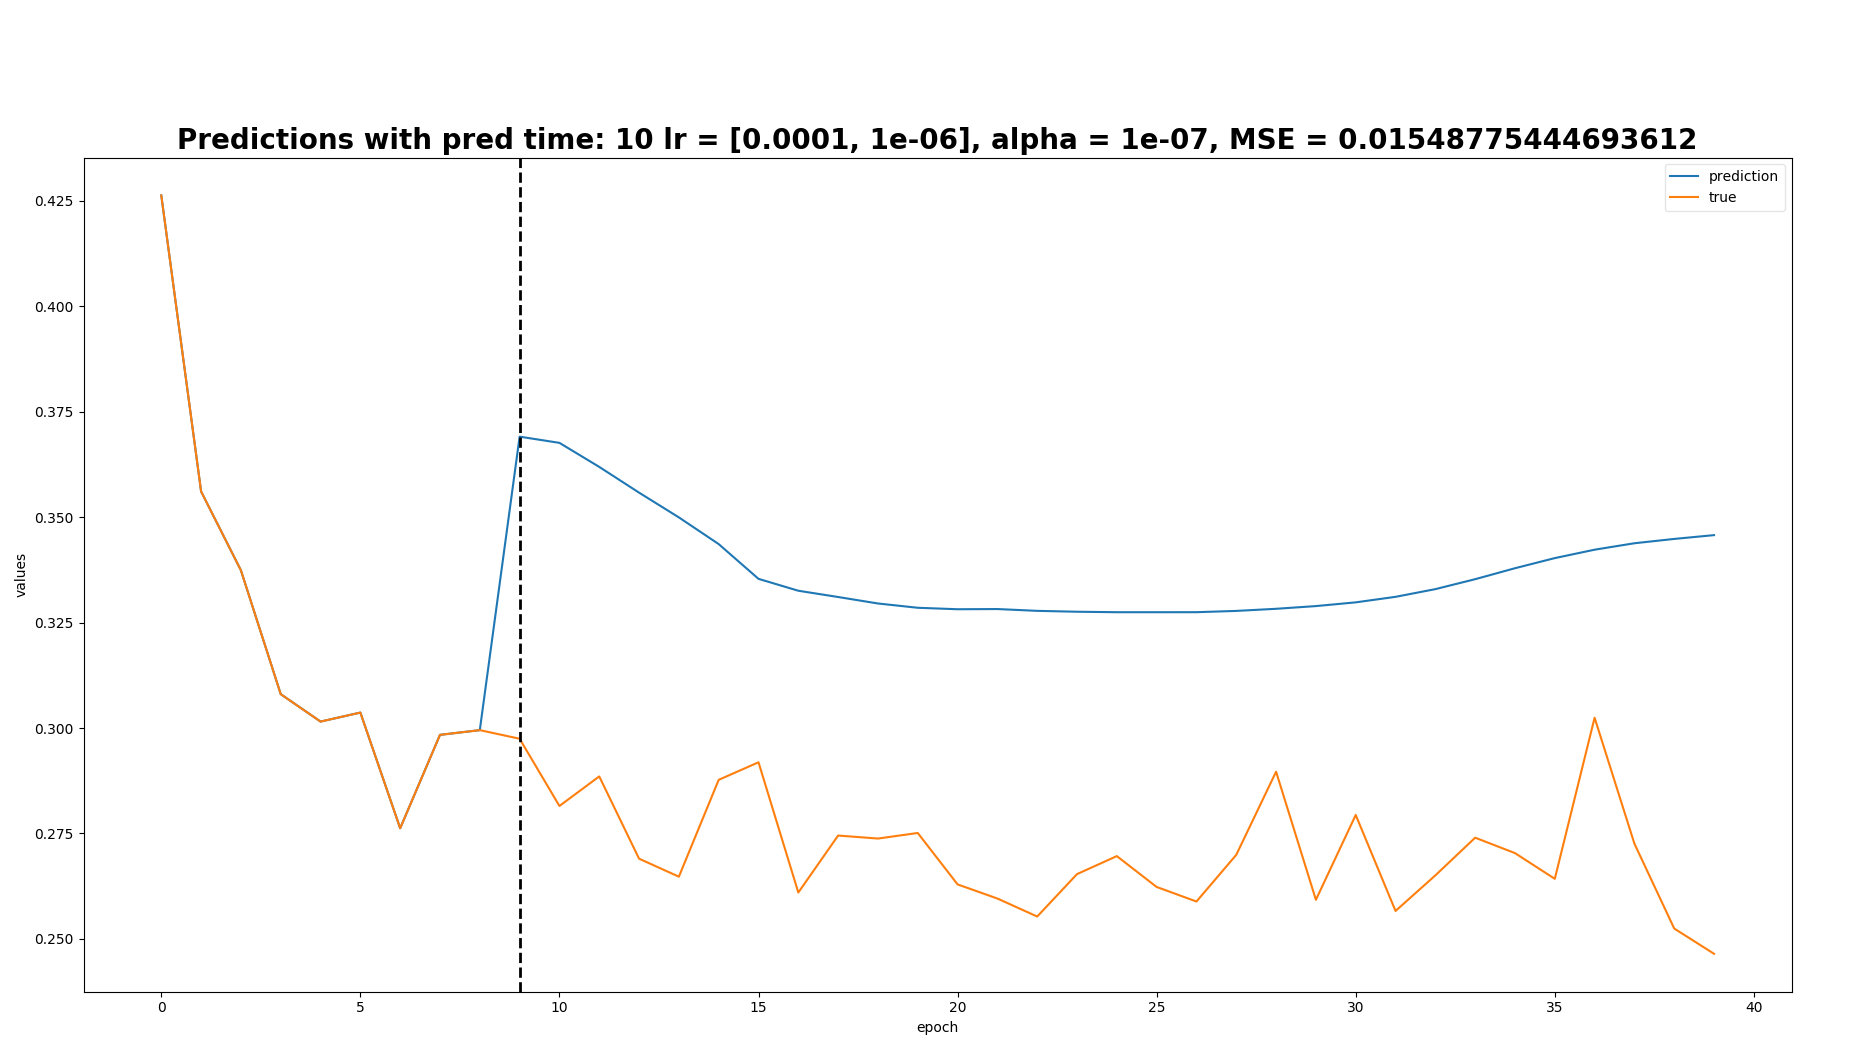 Predictions with pred time: 10 lr = [0.0001, 1e-06], alpha = 1e-07, MSE = 0.01548775444693612
prediction
true
0.425
0.400
0.375
0.350
0.325
0.300
0.275
0.250
values
0 5 10 15 20 25 30 35 40
epoch